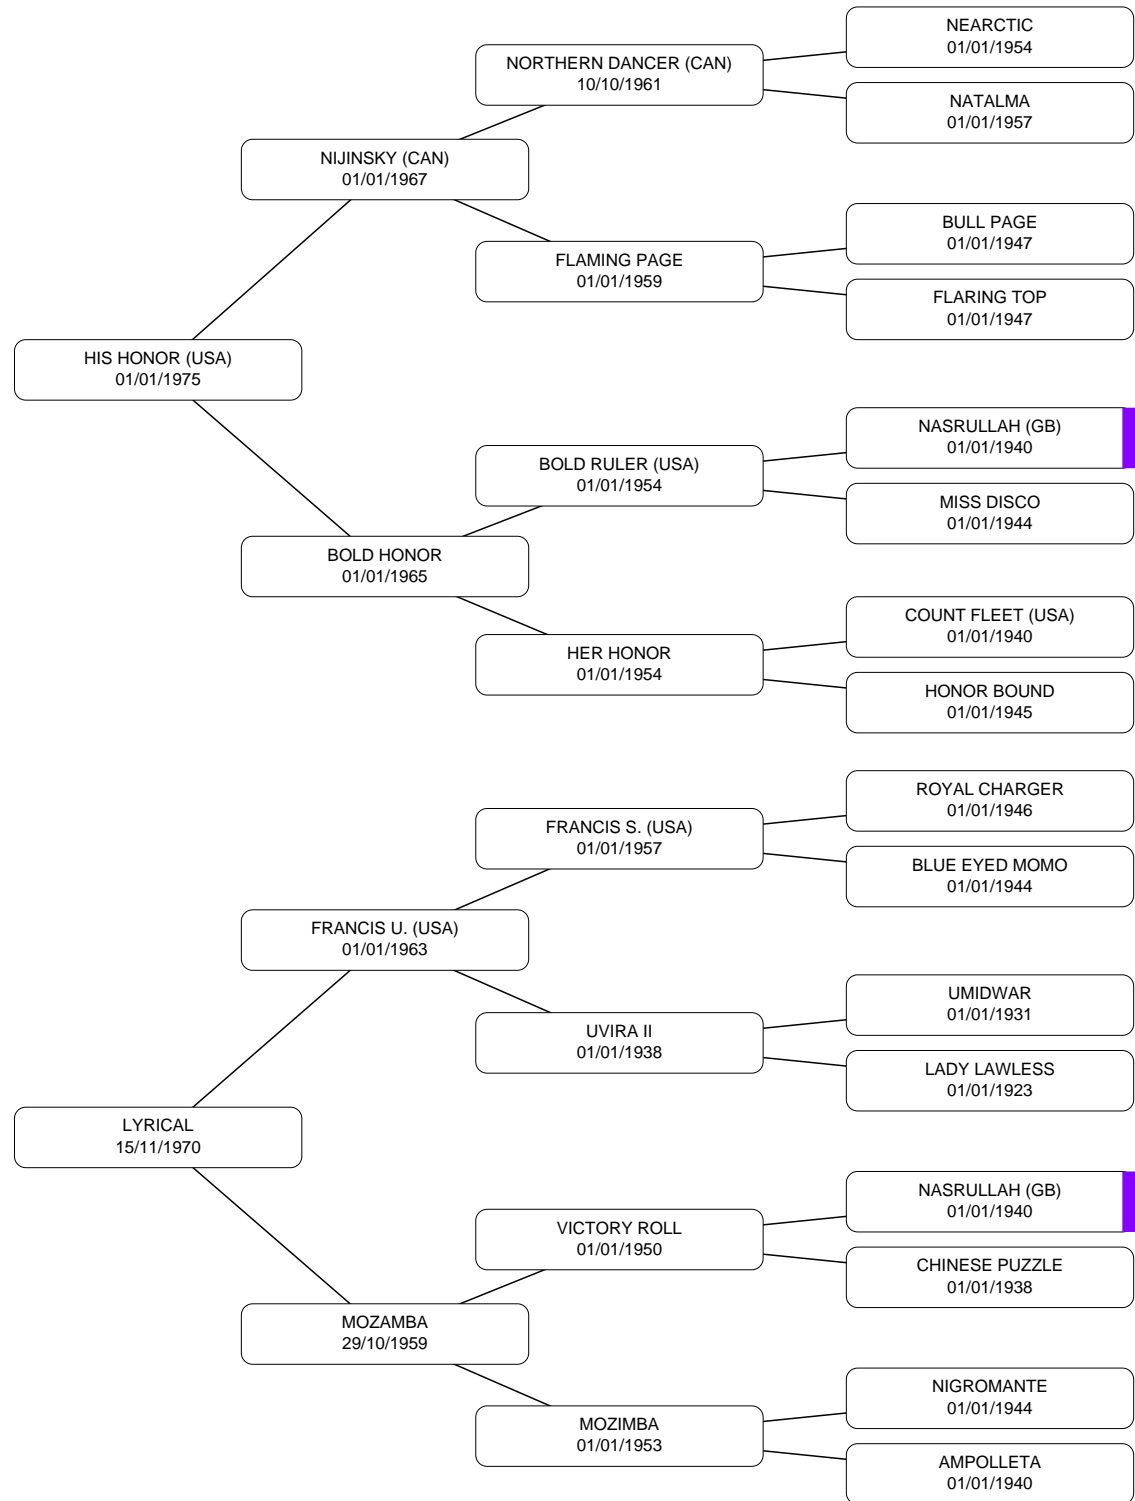 NEARCTIC
01/01/1954
NORTHERN DANCER (CAN)
10/10/1961
NATALMA
01/01/1957
NIJINSKY (CAN)
01/01/1967
BULL PAGE
01/01/1947
FLAMING PAGE
01/01/1959
FLARING TOP
01/01/1947
HIS HONOR (USA)
01/01/1975
NASRULLAH (GB)
01/01/1940
BOLD RULER (USA)
01/01/1954
MISS DISCO
01/01/1944
BOLD HONOR
01/01/1965
COUNT FLEET (USA)
01/01/1940
HER HONOR
01/01/1954
HONOR BOUND
01/01/1945
ROYAL CHARGER
01/01/1946
FRANCIS S. (USA)
01/01/1957
BLUE EYED MOMO
01/01/1944
FRANCIS U. (USA)
01/01/1963
UMIDWAR
01/01/1931
UVIRA II
01/01/1938
LADY LAWLESS
01/01/1923
LYRICAL
15/11/1970
NASRULLAH (GB)
01/01/1940
VICTORY ROLL
01/01/1950
CHINESE PUZZLE
01/01/1938
MOZAMBA
29/10/1959
NIGROMANTE
01/01/1944
MOZIMBA
01/01/1953
AMPOLLETA
01/01/1940